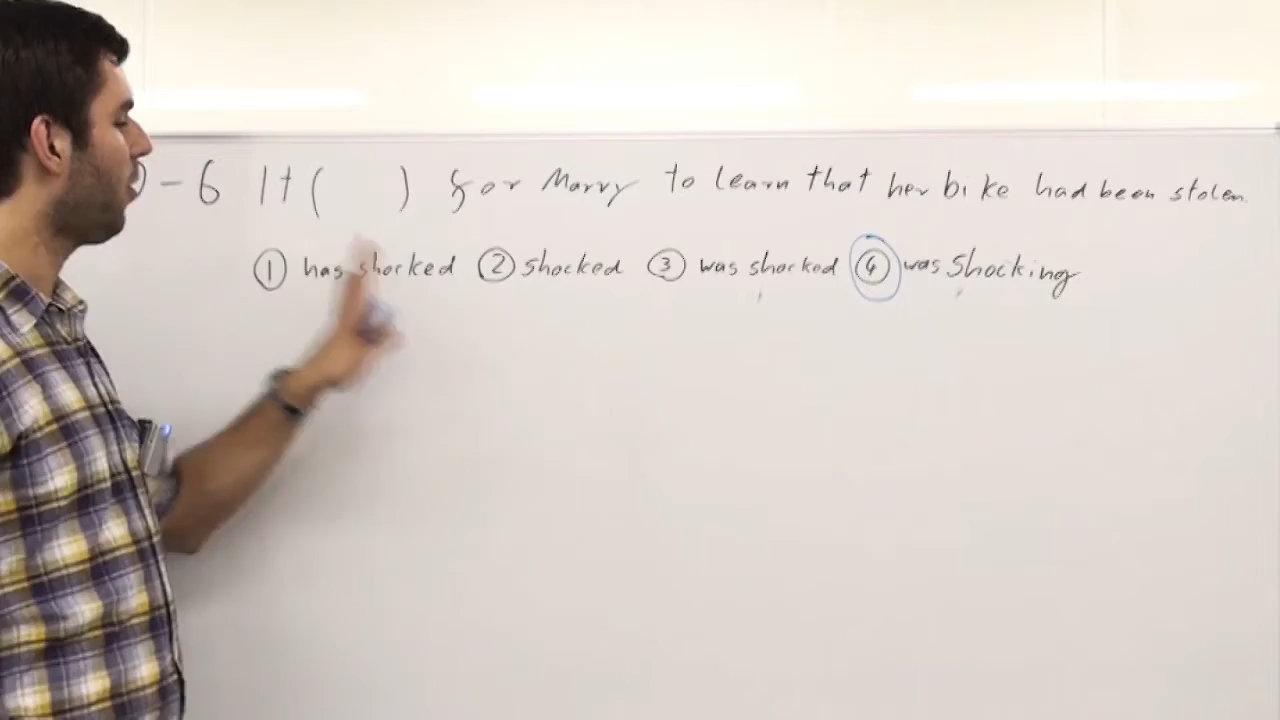 - 6 It ( ) for Marry to learn that her bike had been stolen.
① has shocked ② shocked ③ was shocked ④ was shocking